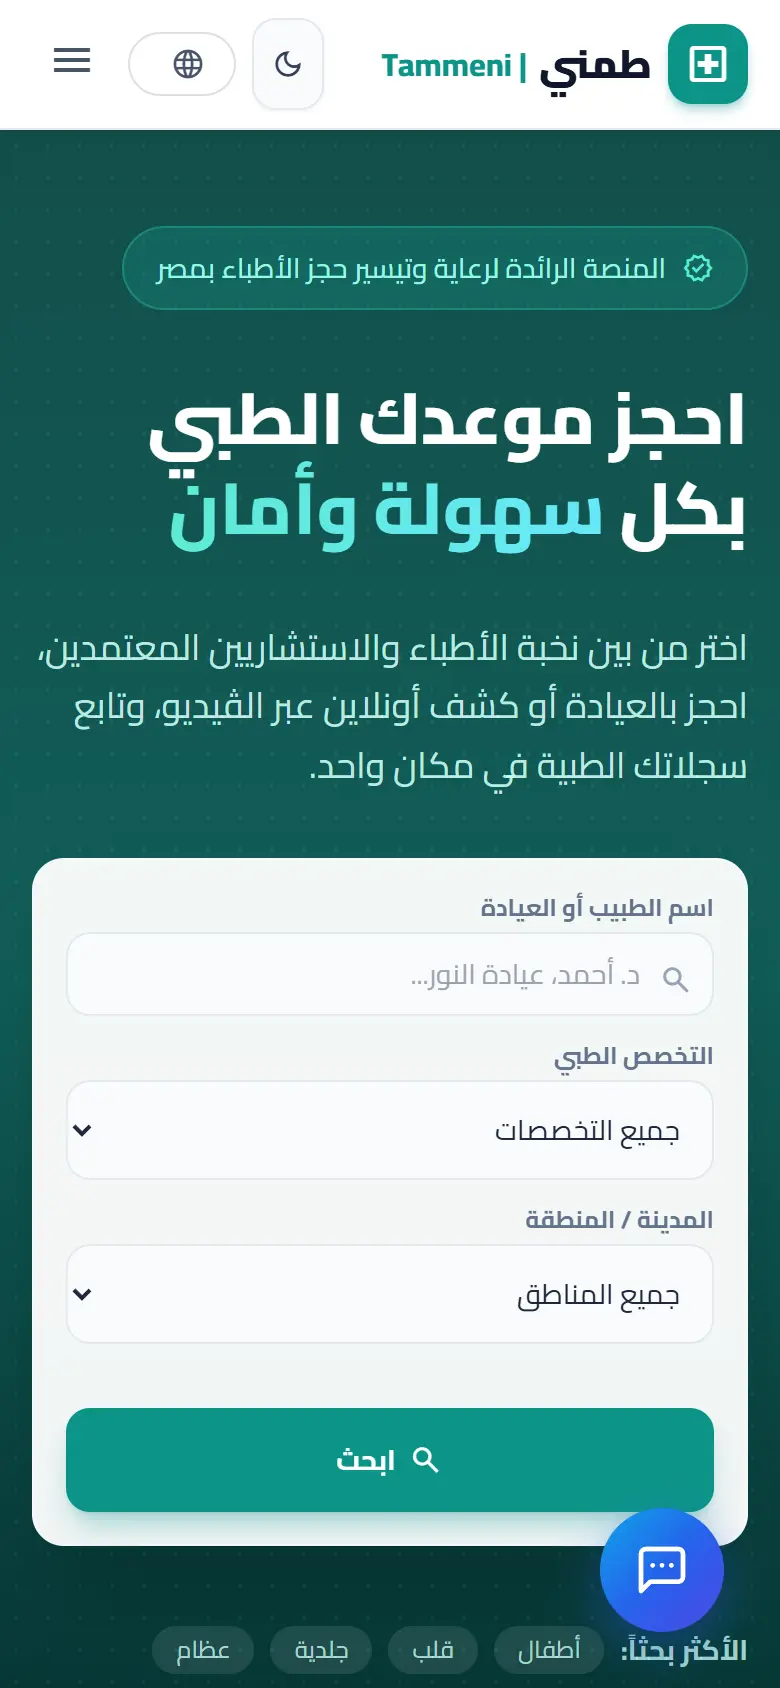 طمني | Tammeni
المنصة الرائدة لرعاية وتيسير حجز الأطباء بمصر
احجز موعدك الطبي
بكل سهولة وأمان
اختر من بين نخبة الأطباء والاستشاريين المعتمدين،
احجز بالعيادة أو كشف أونلاين عبر الڤيديو، وتابع
سجلاتك الطبية في مكان واحد.
اسم الطبيب أو العيادة
د. أحمد، عيادة النور...
التخصص الطبي
جميع التخصصات
المدينة / المنطقة
جميع المناطق
ابحث
الأكثر بحثاً: أطفال قلب جلدية عظام